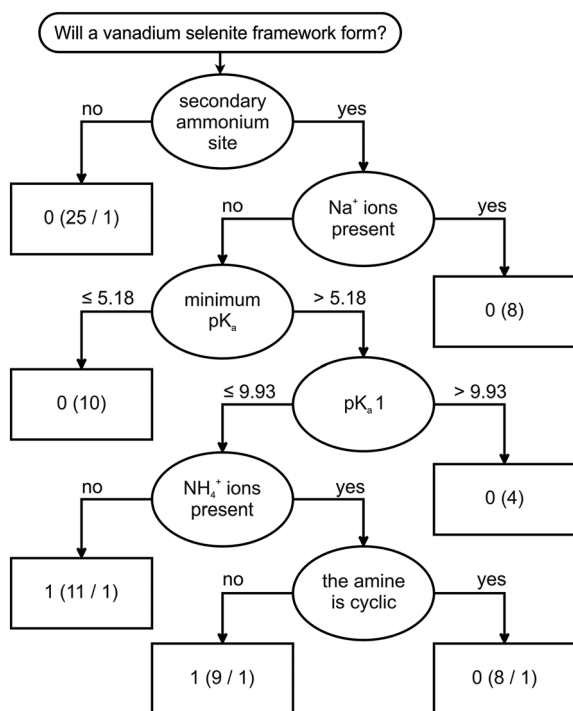 Will a vanadium selenite framework form?
no
secondary
ammonium
site
yes
0 (25 / 1)
no
Na⁺ ions
present
yes
≤ 5.18
minimum
pKₐ
> 5.18
0 (8)
0 (10)
≤ 9.93
pKₐ 1
> 9.93
no
NH₄⁺ ions
present
yes
0 (4)
1 (11 / 1)
no
the amine
is cyclic
yes
1 (9 / 1)
0 (8 / 1)